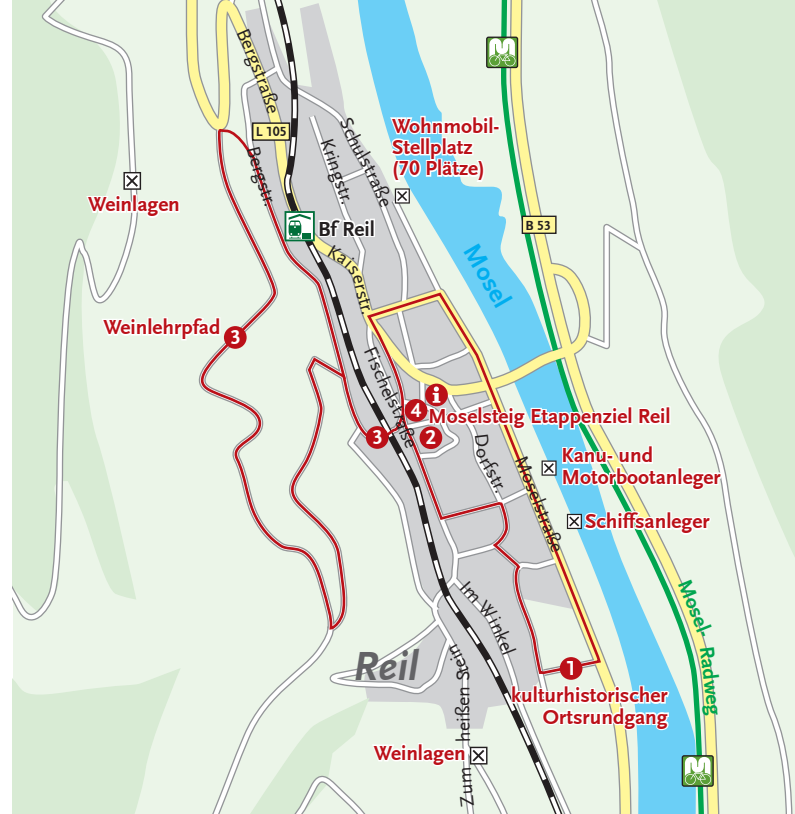 Bergstraße
M
L 105
Wohnmobil-
Stellplatz
(70 Plätze)
Schulstraße
Kringstr.
Bergstr.
Weinlagen
Bf Reil
B 53
Kaiserstr.
Mosel
Weinlehrpfad
3
Fischelstraße
i
4
Moselsteig Etappenziel Reil
3
2
Dorfstr.
Moselstraße
Kanu- und
Motorbootanleger
Schiffsanleger
Im Winkel
Mosel- Radweg
Reil
Zum heißen Stein
1
kulturhistorischer
Ortsrundgang
Weinlagen
M